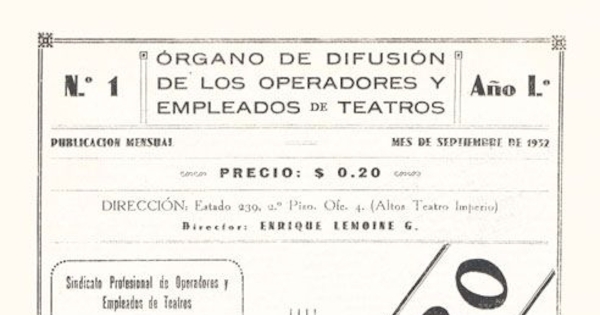 N.º 1
ÓRGANO DE DIFUSIÓN
DE LOS OPERADORES Y
EMPLEADOS DE TEATROS
Año I.º
PUBLICACION MENSUAL
MES DE SEPTIEMBRE DE 1932
PRECIO: $ 0.20
DIRECCIÓN: Estado 239, 2.º Piso. Ofc. 4. (Altos Teatro Imperio)
Director: ENRIQUE LEMOINE G.
Sindicato Profesional de Operadores y
Empleados de Teatros